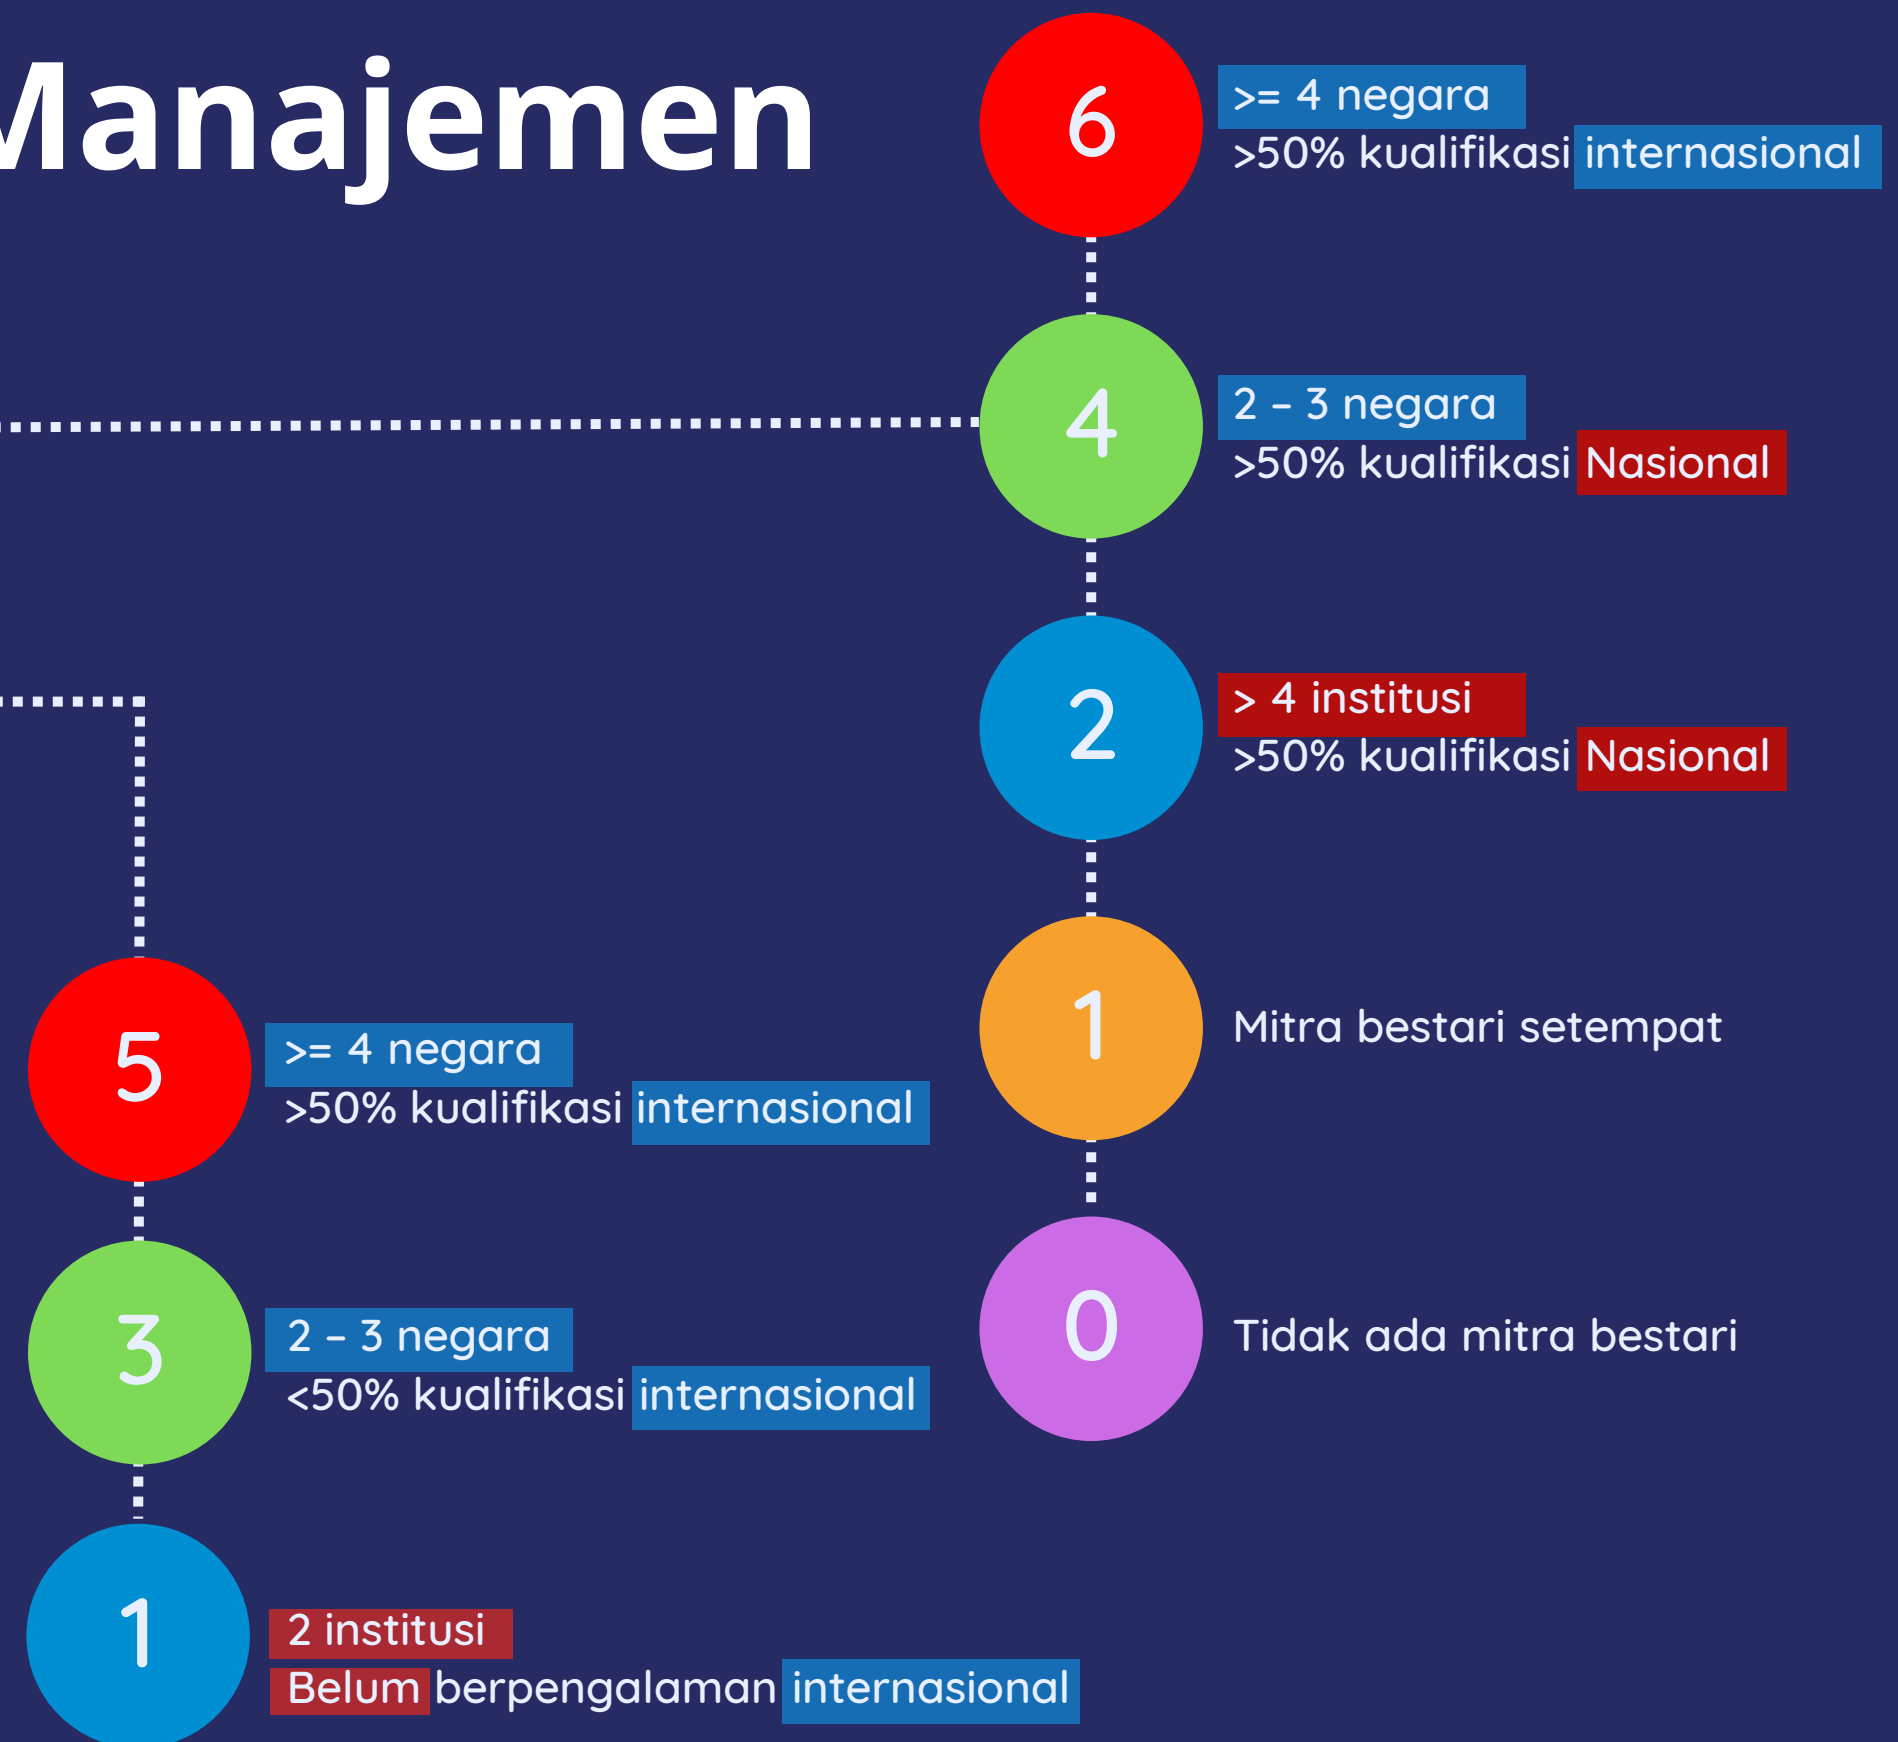 Manajemen
6
>= 4 negara
>50% kualifikasi internasional
4
2 – 3 negara
>50% kualifikasi Nasional
2
> 4 institusi
>50% kualifikasi Nasional
1
Mitra bestari setempat
0
Tidak ada mitra bestari
5
>= 4 negara
>50% kualifikasi internasional
3
2 – 3 negara
<50% kualifikasi internasional
1
2 institusi
Belum berpengalaman internasional